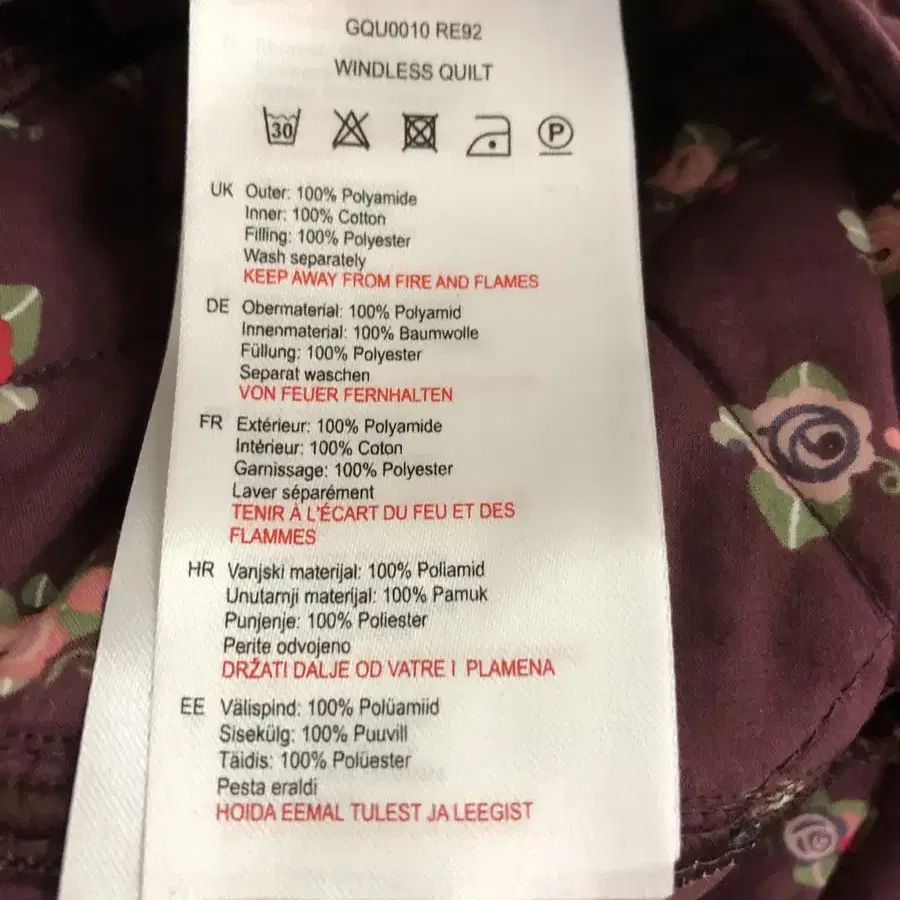 GQU0010 RE92
WINDLESS QUILT
30
P
UK Outer: 100% Polyamide
Inner: 100% Cotton
Filling: 100% Polyester
Wash separately
KEEP AWAY FROM FIRE AND FLAMES
DE Obermaterial: 100% Polyamid
Innenmaterial: 100% Baumwolle
Füllung: 100% Polyester
Separat waschen
VON FEUER FERNHALTEN
FR Extérieur: 100% Polyamide
Intérieur: 100% Coton
Garnissage: 100% Polyester
Laver séparément
TENIR À L'ÉCART DU FEU ET DES
FLAMMES
HR Vanjski materijal: 100% Poliamid
Unutarnji materijal: 100% Pamuk
Punjenje: 100% Poliester
Perite odvojeno
DRŽATI DALJE OD VATRE I PLAMENA
EE Välispind: 100% Polüamiid
Sisekülg: 100% Puuvill
Täidis: 100% Polüester
Pesta eraldi
HOIDA EEMAL TULEST JA LEEGIST